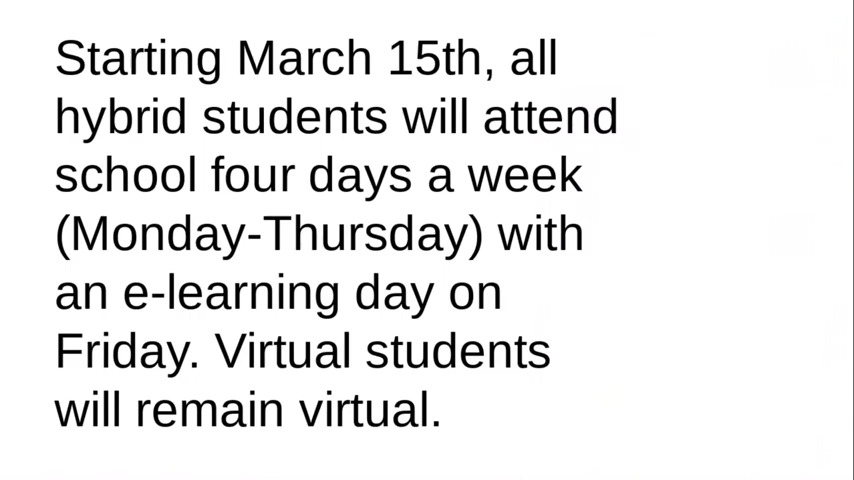 Starting March 15th, all
hybrid students will attend
school four days a week
(Monday-Thursday) with
an e-learning day on
Friday. Virtual students
will remain virtual.